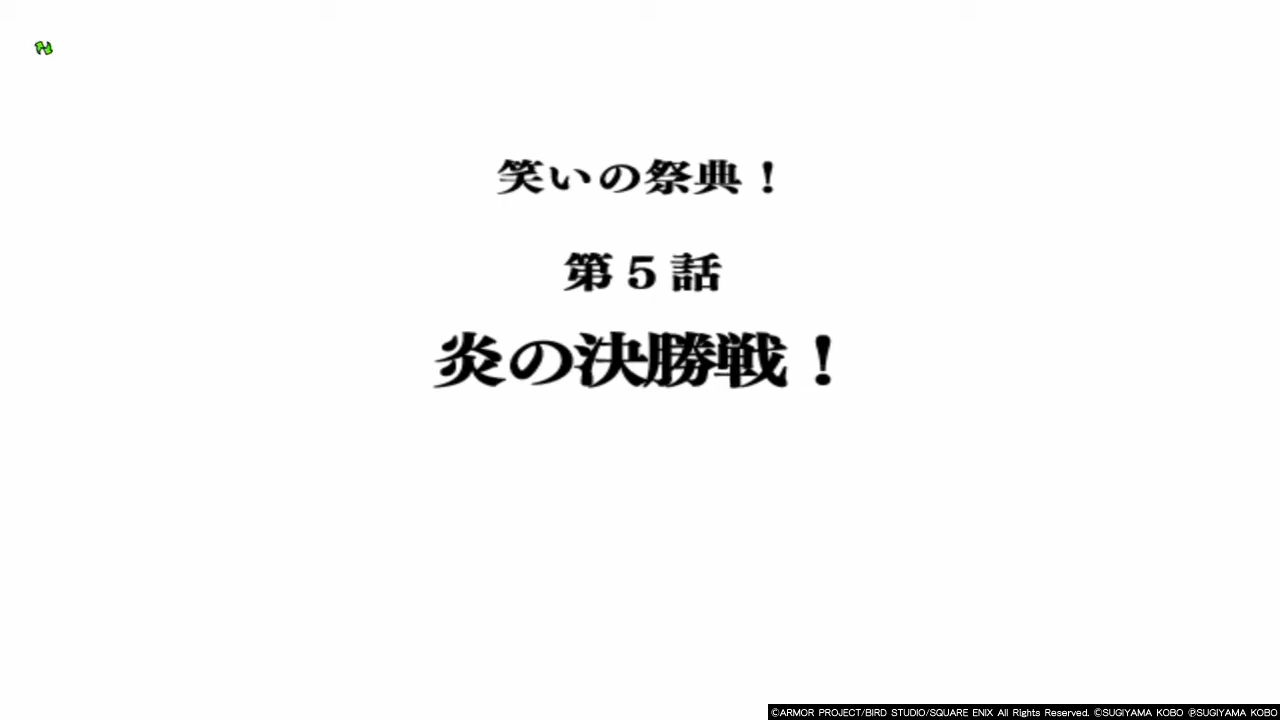 笑いの祭典！
第５話
炎の決勝戦！
©ARMOR PROJECT/BIRD STUDIO/SQUARE ENIX All Rights Reserved. ©SUGIYAMA KOBO ℗SUGIYAMA KOBO